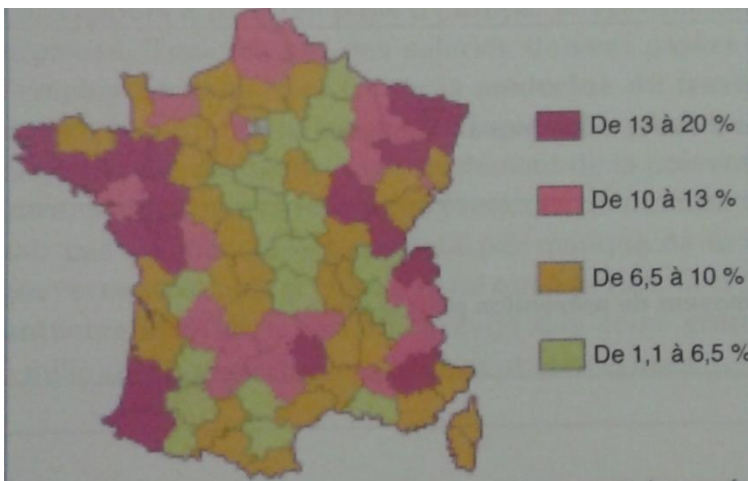 De 13 à 20 %
De 10 à 13 %
De 6,5 à 10 %
De 1,1 à 6,5 %